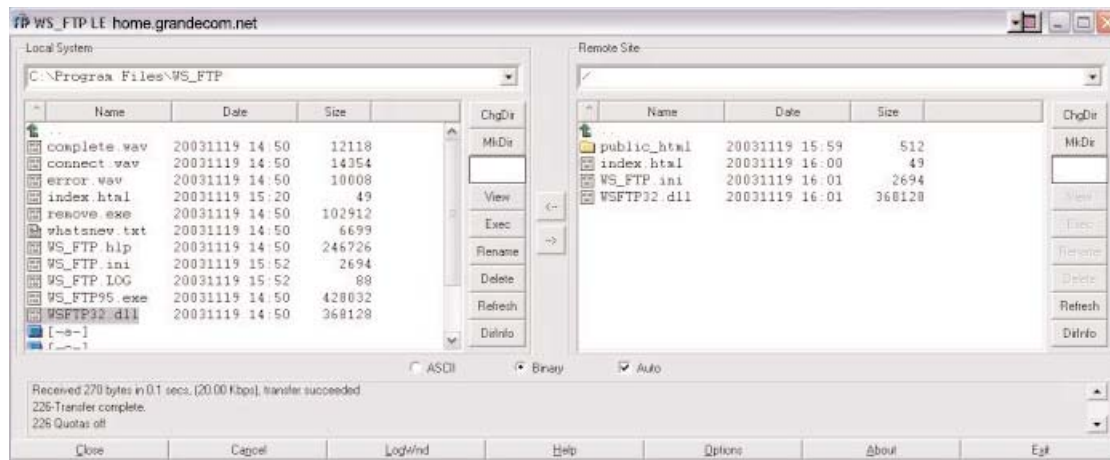 WS_FTP LE home.grandecom.net
Local System
C:\Program Files\WS_FTP
Name Date Size
..
complete.wav 20031119 14:50 12118
connect.wav 20031119 14:50 14354
error.wav 20031119 14:50 10008
index.html 20031119 15:20 49
remove.exe 20031119 14:50 102912
whatsnew.txt 20031119 14:50 6699
WS_FTP.hlp 20031119 14:50 246726
WS_FTP.ini 20031119 15:52 2694
WS_FTP.LOG 20031119 15:52 88
WS_FTP95.exe 20031119 14:50 428032
WSFTP32.dll 20031119 14:50 368128
[-a-]
[-c-]
ChgDir
MkDir
View
Exec
Rename
Delete
Refresh
DirInfo
<--
-->
Remote Site
/
Name Date Size
..
public_html 20031119 15:59 512
index.html 20031119 16:00 49
WS_FTP.ini 20031119 16:01 2694
WSFTP32.dll 20031119 16:01 368128
ChgDir
MkDir
View
Exec
Rename
Delete
Refresh
DirInfo
ASCII Binary Auto
Received 270 bytes in 0.1 secs, (20.00 Kbps), transfer succeeded
226-Transfer complete.
226 Quotas off
Close Cancel LogWnd Help Options About Exit